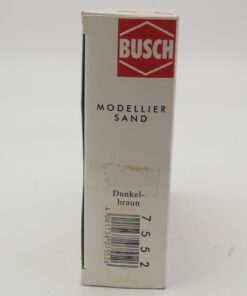 BUSCH
MODELLIER
SAND
Dunkel-
braun
7552